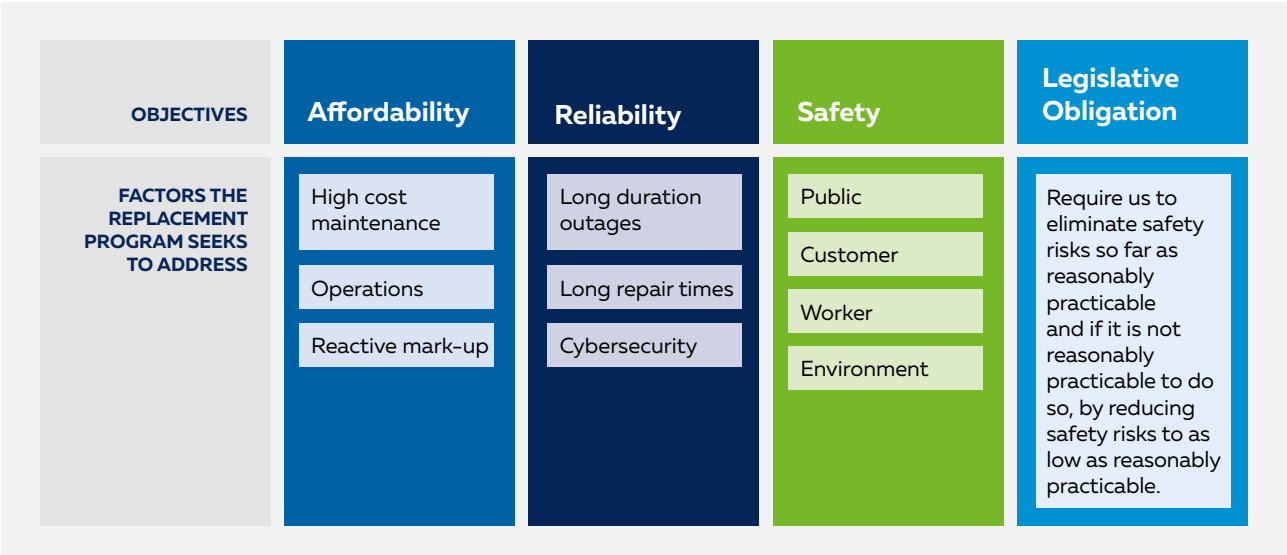 OBJECTIVES
Affordability
Reliability
Safety
Legislative
Obligation
FACTORS THE
REPLACEMENT
PROGRAM SEEKS
TO ADDRESS
High cost
maintenance
Operations
Reactive mark-up
Long duration
outages
Long repair times
Cybersecurity
Public
Customer
Worker
Environment
Require us to
eliminate safety
risks so far as
reasonably
practicable
and if it is not
reasonably
practicable to do
so, by reducing
safety risks to as
low as reasonably
practicable.